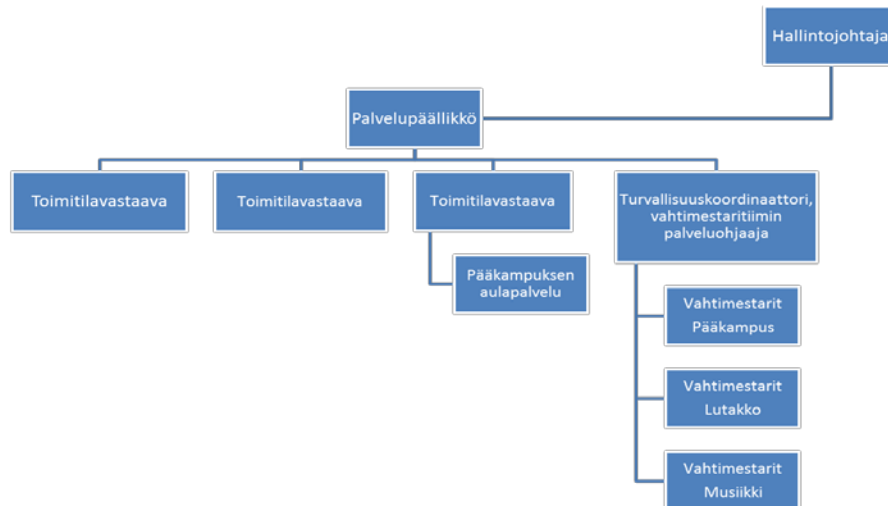 Hallintojohtaja
Palvelupäällikkö
Toimitilavastaava
Toimitilavastaava
Toimitilavastaava
Turvallisuuskoordinaattori,
vahtimestaritiimin
palveluohjaaja
Pääkampuksen
aulapalvelu
Vahtimestarit
Pääkampus
Vahtimestarit
Lutakko
Vahtimestarit
Musiikki